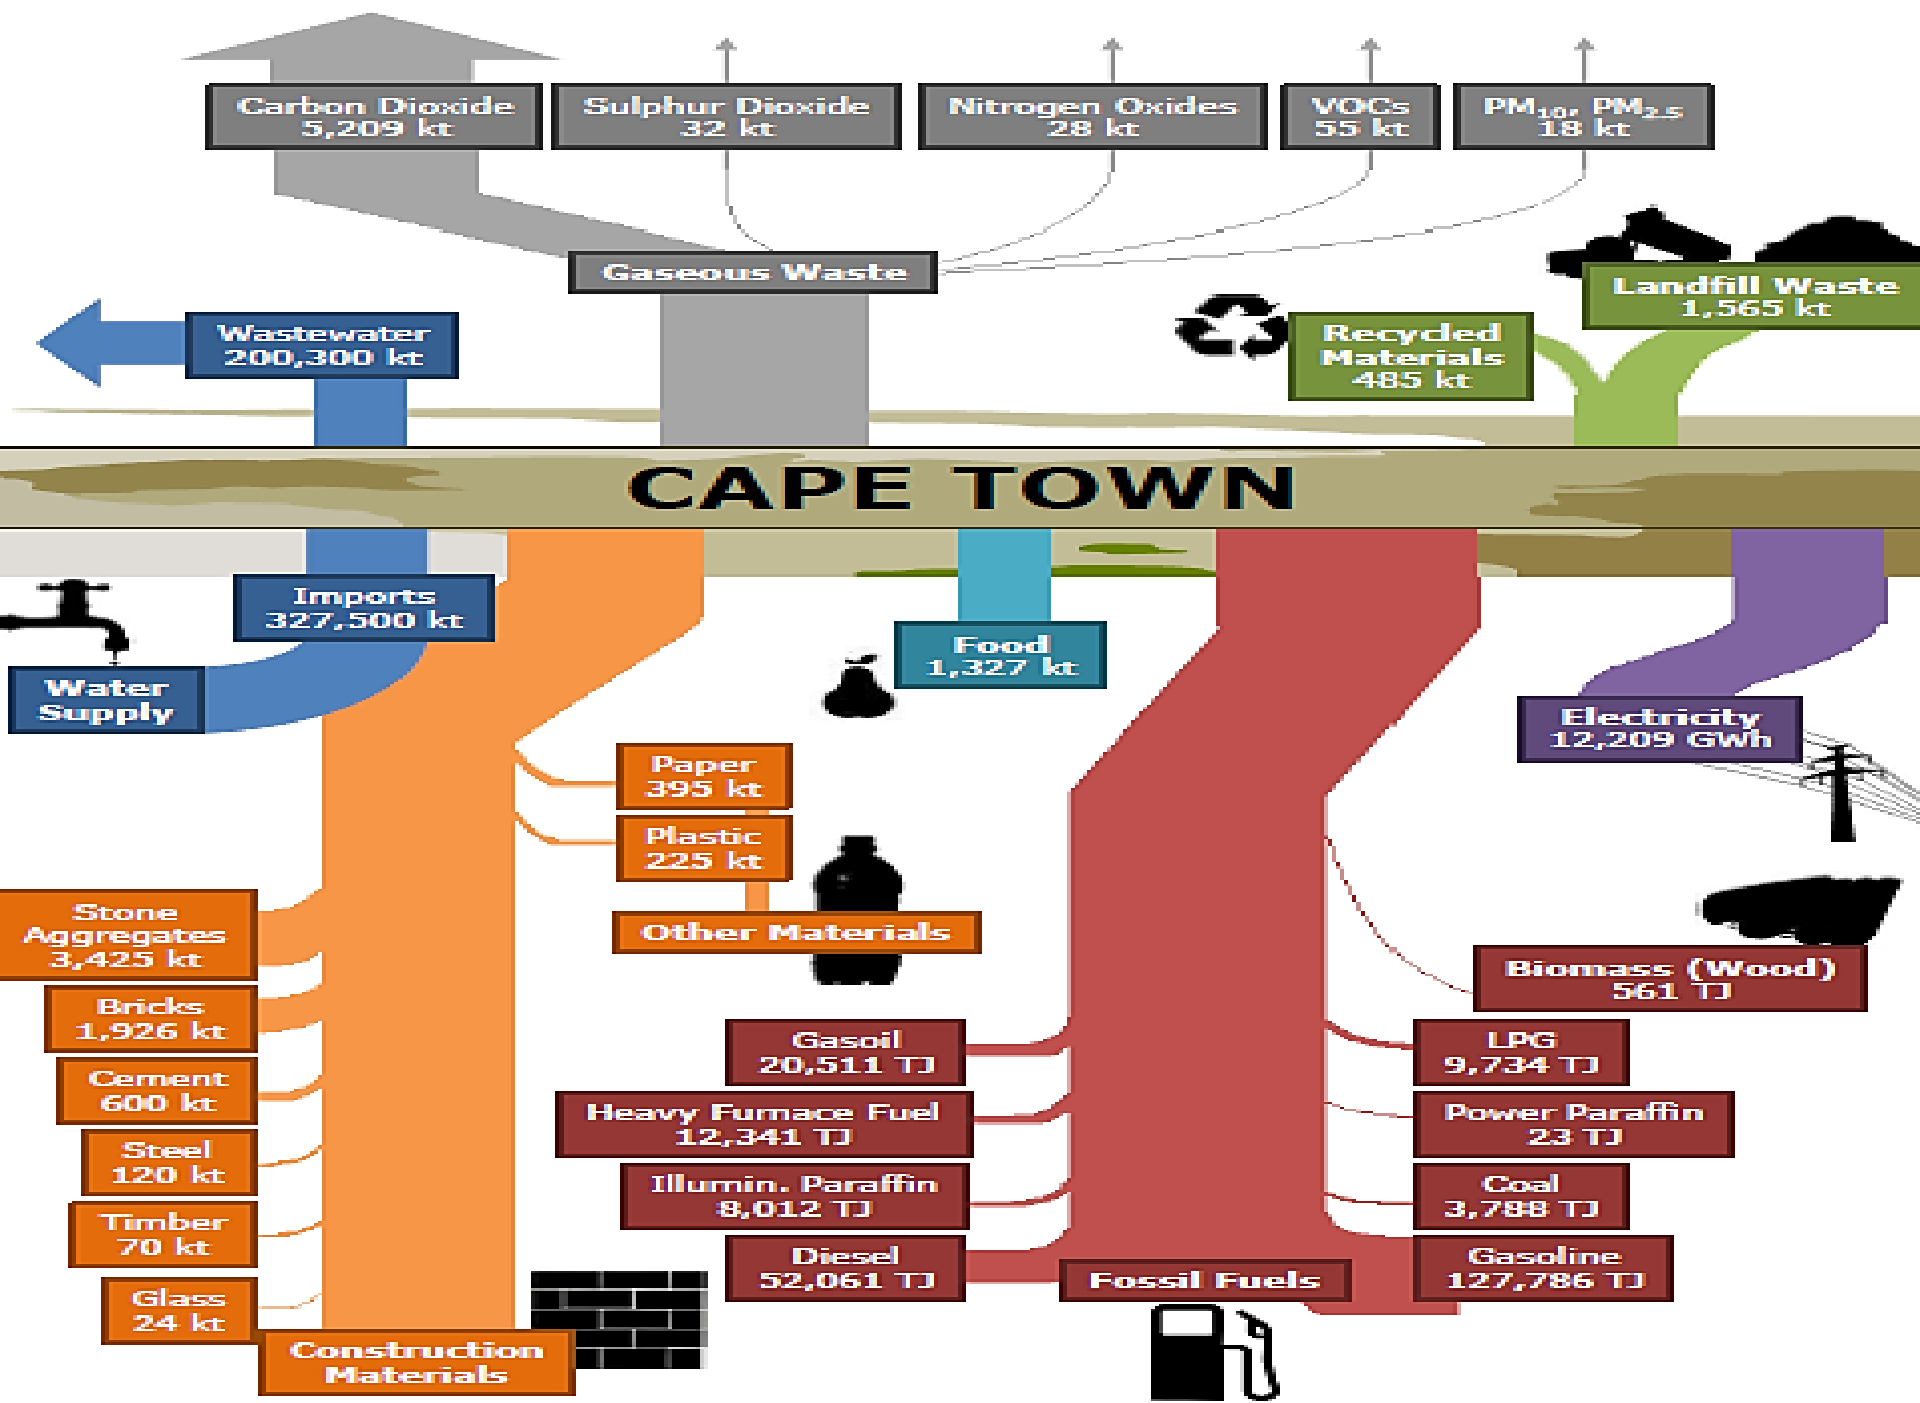 Carbon Dioxide
5,209 kt
Sulphur Dioxide
32 kt
Nitrogen Oxides
28 kt
VOCs
55 kt
PM10, PM2.5
18 kt
Gaseous Waste
Landfill Waste
1,565 kt
Wastewater
200,300 kt
Recycled
Materials
485 kt
CAPE TOWN
Imports
327,500 kt
Water
Supply
Food
1,327 kt
Electricity
12,209 GWh
Paper
395 kt
Plastic
225 kt
Other Materials
Stone
Aggregates
3,425 kt
Bricks
1,926 kt
Cement
600 kt
Steel
120 kt
Timber
70 kt
Glass
24 kt
Construction
Materials
Biomass (Wood)
561 TJ
Gasoil
20,511 TJ
LPG
9,734 TJ
Heavy Furnace Fuel
12,341 TJ
Power Paraffin
23 TJ
Illumin. Paraffin
8,012 TJ
Coal
3,788 TJ
Diesel
52,061 TJ
Fossil Fuels
Gasoline
127,786 TJ